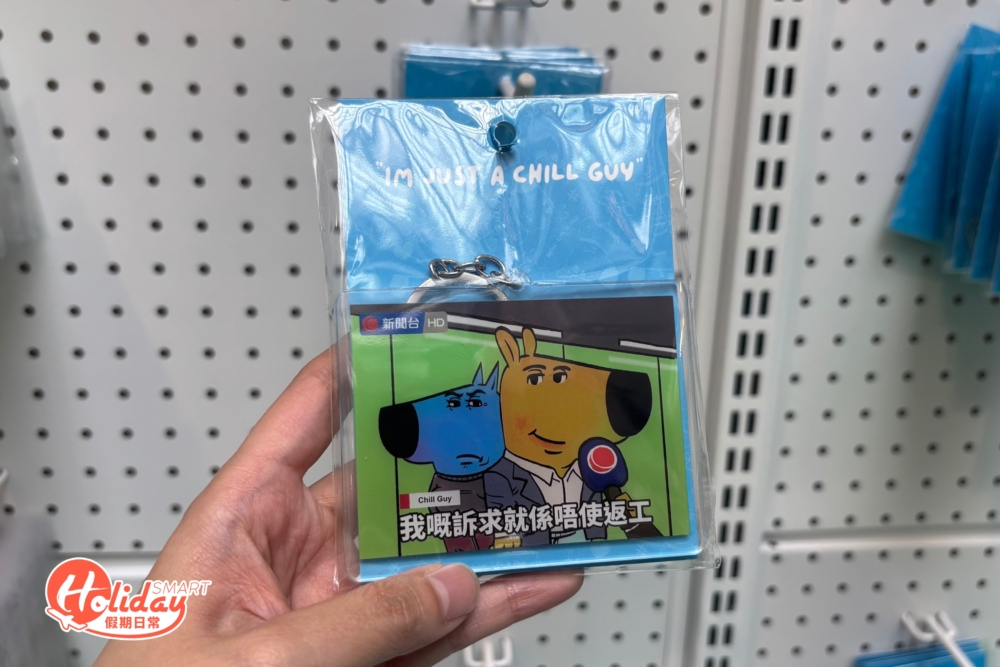 "IM JUST A CHILL GUY"
新聞台 HD
Chill Guy
我嘅訴求就係唔使返工
Holiday SMART
假期日常